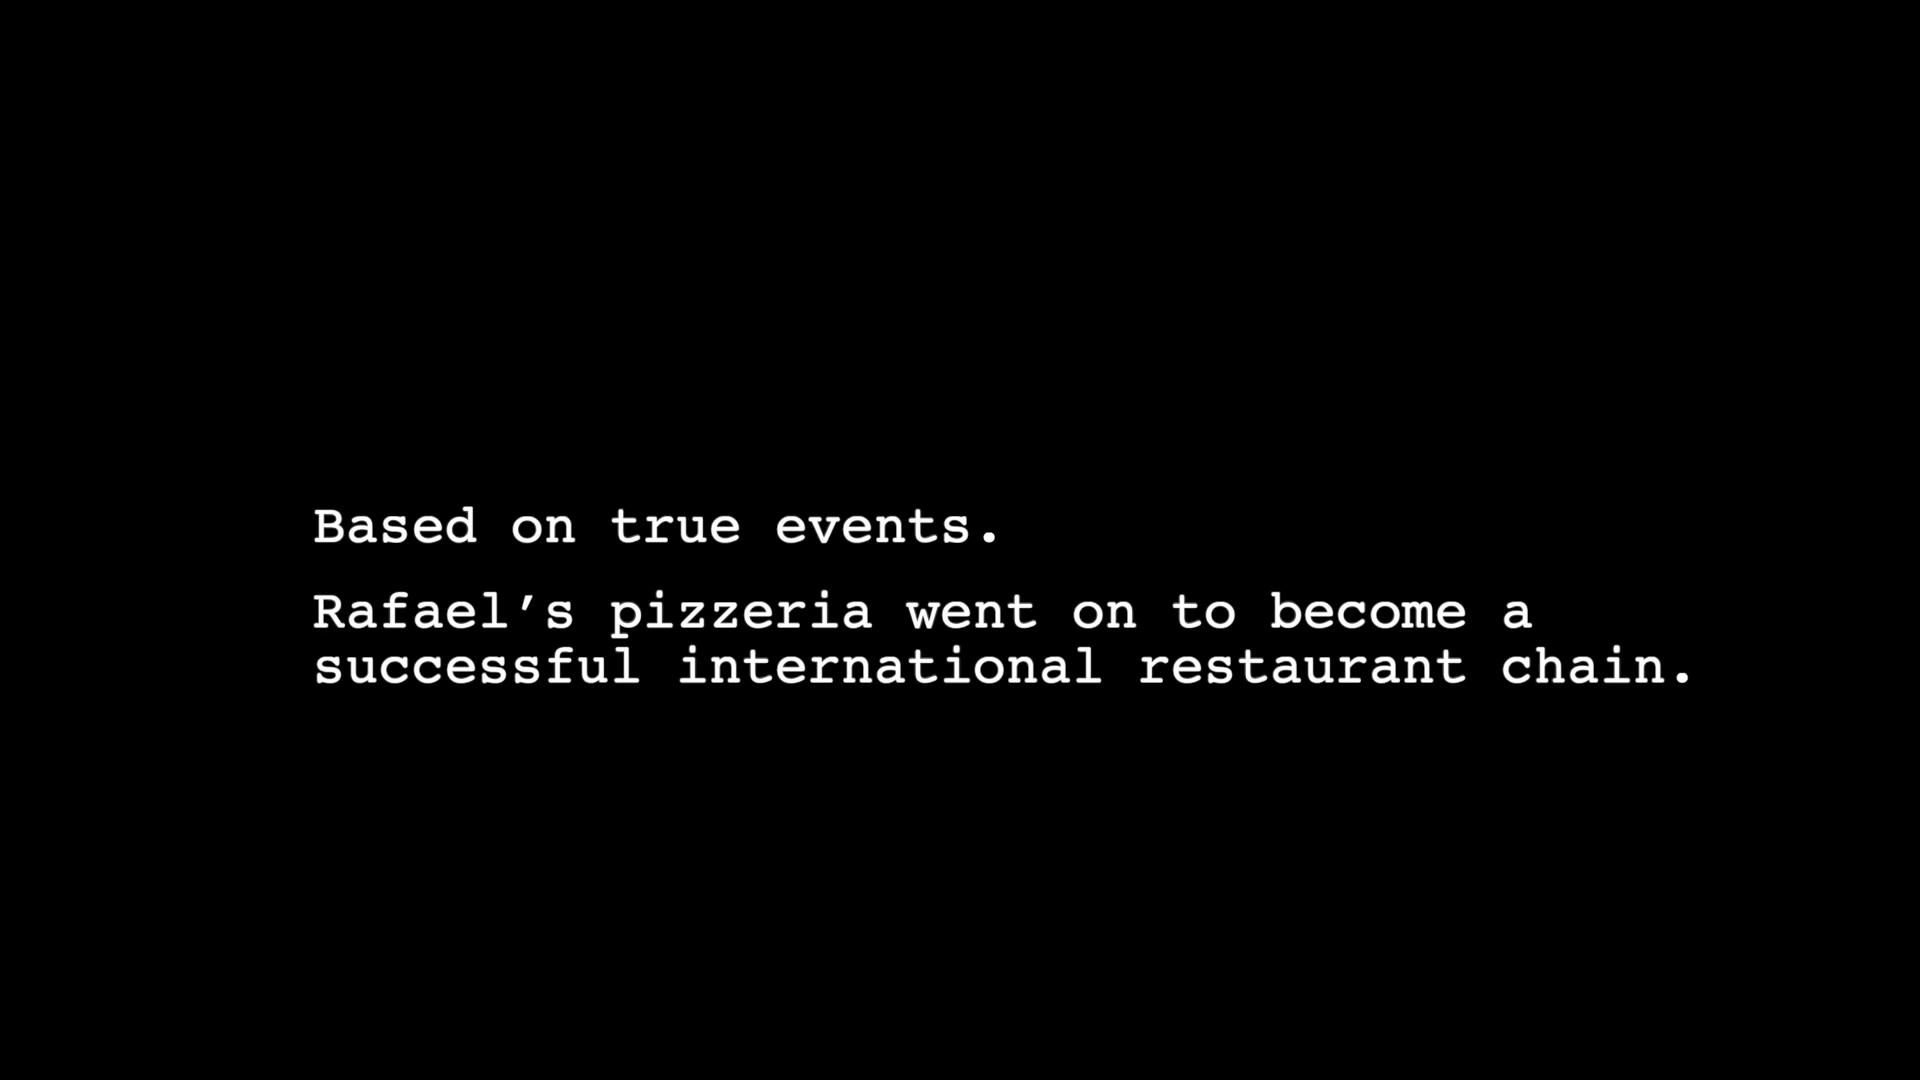 Based on true events.
Rafael’s pizzeria went on to become a
successful international restaurant chain.